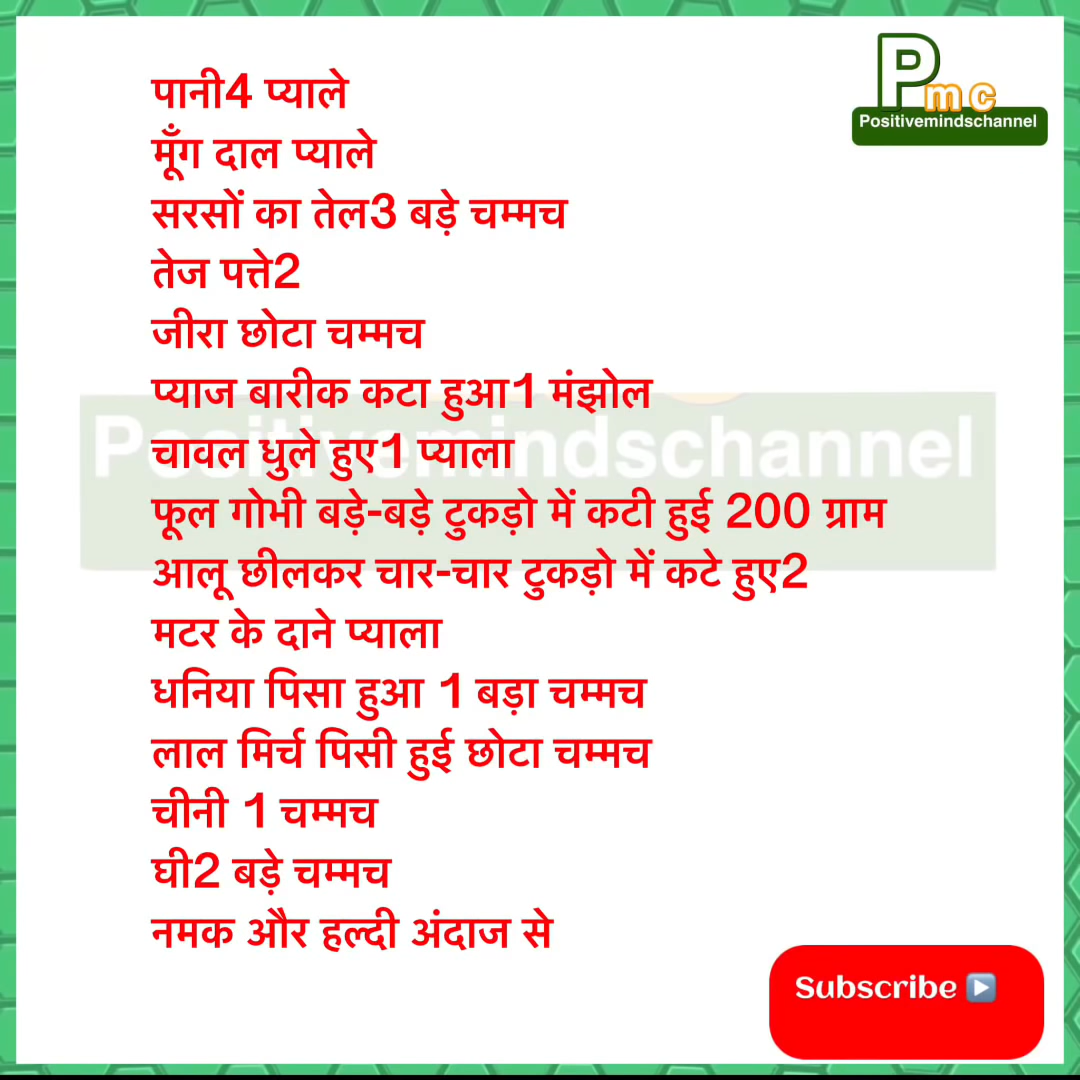 Pmc
Positivemindschannel
पानी4 प्याले
मूँग दाल प्याले
सरसों का तेल3 बड़े चम्मच
तेज पत्ते2
जीरा छोटा चम्मच
प्याज बारीक कटा हुआ1 मंझोल
चावल धुले हुए1 प्याला
Positivemindschannel
फूल गोभी बड़े-बड़े टुकड़ो में कटी हुई 200 ग्राम
आलू छीलकर चार-चार टुकड़ो में कटे हुए2
मटर के दाने प्याला
धनिया पिसा हुआ 1 बड़ा चम्मच
लाल मिर्च पिसी हुई छोटा चम्मच
चीनी 1 चम्मच
घी2 बड़े चम्मच
नमक और हल्दी अंदाज से
Subscribe